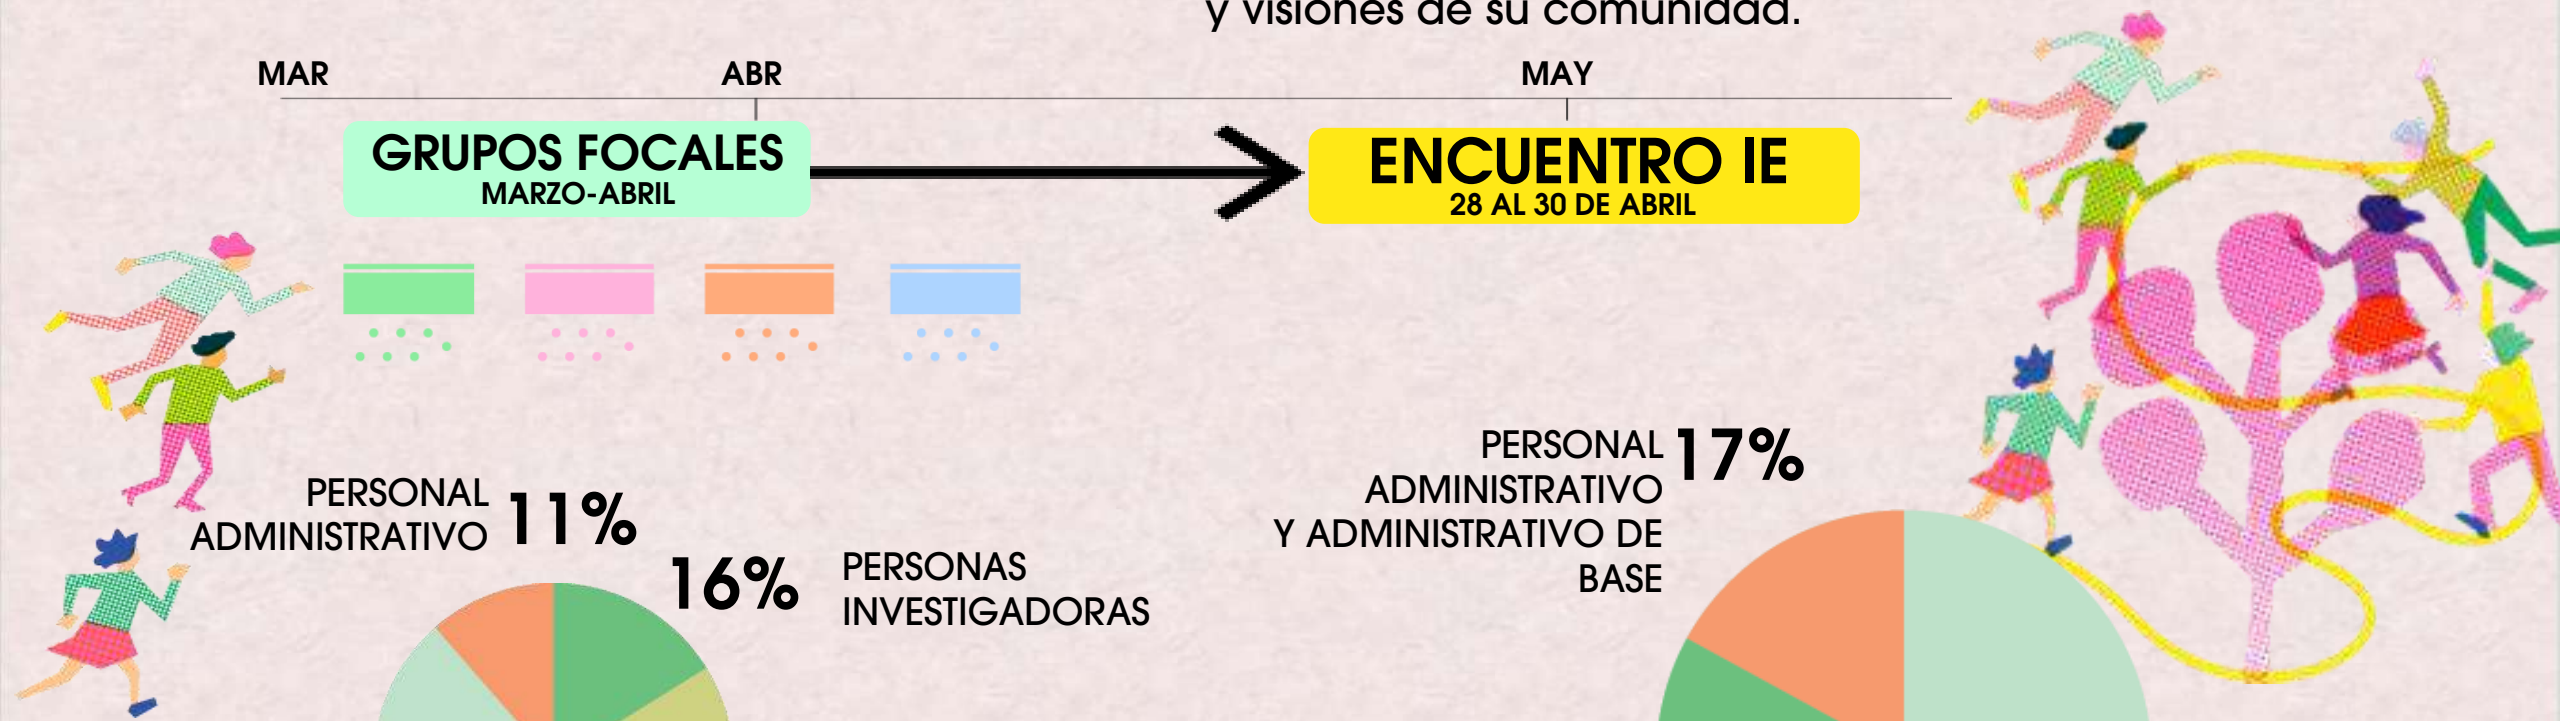 y visiones de su comunidad.
MAR
ABR
MAY
GRUPOS FOCALES
MARZO-ABRIL
ENCUENTRO IE
28 AL 30 DE ABRIL
PERSONAL
ADMINISTRATIVO
11%
16%
PERSONAS
INVESTIGADORAS
PERSONAL
ADMINISTRATIVO
Y ADMINISTRATIVO DE
BASE
17%